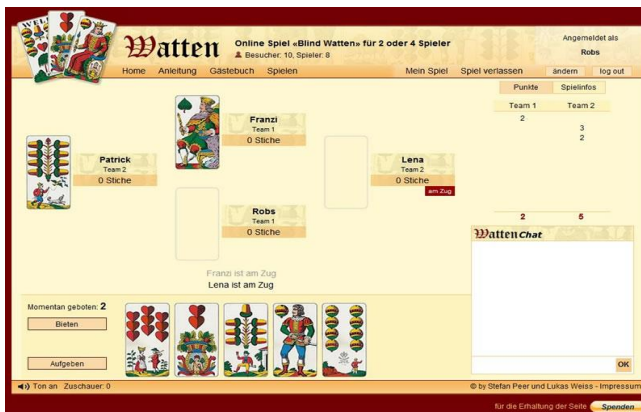 WELI
Watten
Online Spiel «Blind Watten» für 2 oder 4 Spieler
Besucher: 10, Spieler: 8
Angemeldet als
Robs
Home Anleitung Gästebuch Spielen Mein Spiel Spiel verlassen ändern log out
Punkte Spielinfos
Team 1 Team 2
2
3
2
2 5
Franzi
Team 1
0 Stiche
Patrick
Team 2
0 Stiche
Lena
Team 2
0 Stiche
am Zug
Robs
Team 1
0 Stiche
Franzi ist am Zug
Lena ist am Zug
Watten Chat
OK
Momentan geboten: 2
Bieten
Aufgeben
Ton an Zuschauer: 0
© by Stefan Peer und Lukas Weiss - Impressum
für die Erhaltung der Seite Spenden